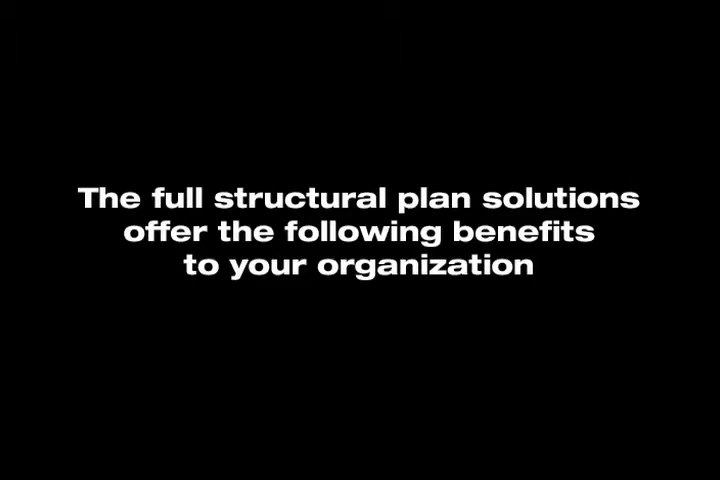 The full structural plan solutions
offer the following benefits
to your organization